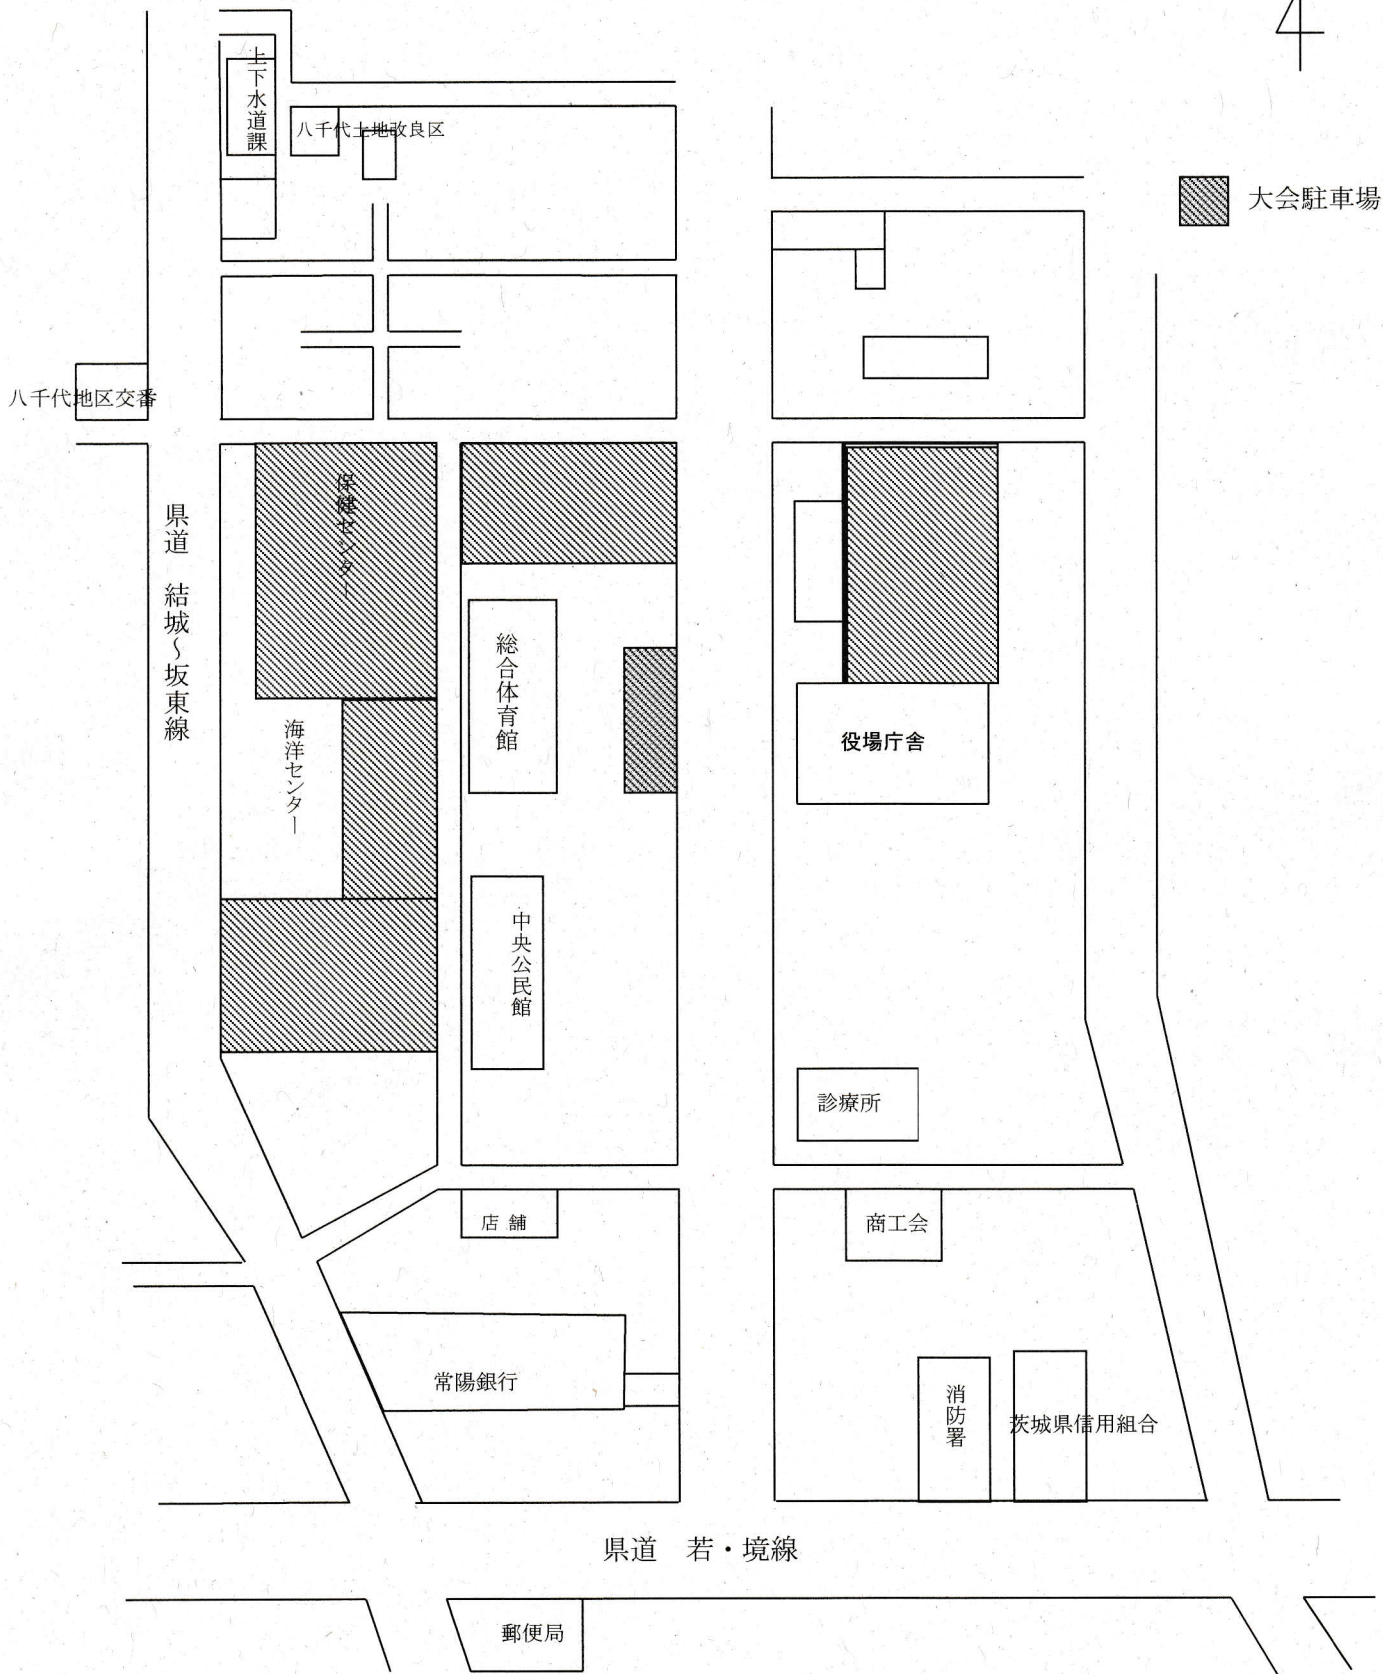 上下水道課
八千代土地改良区
大会駐車場
八千代地区交番
保健センター
県道 結城~坂東線
総合体育館
海洋センター
役場庁舎
中央公民館
診療所
店舗
商工会
常陽銀行
消防署
茨城県信用組合
県道 若・境線
郵便局